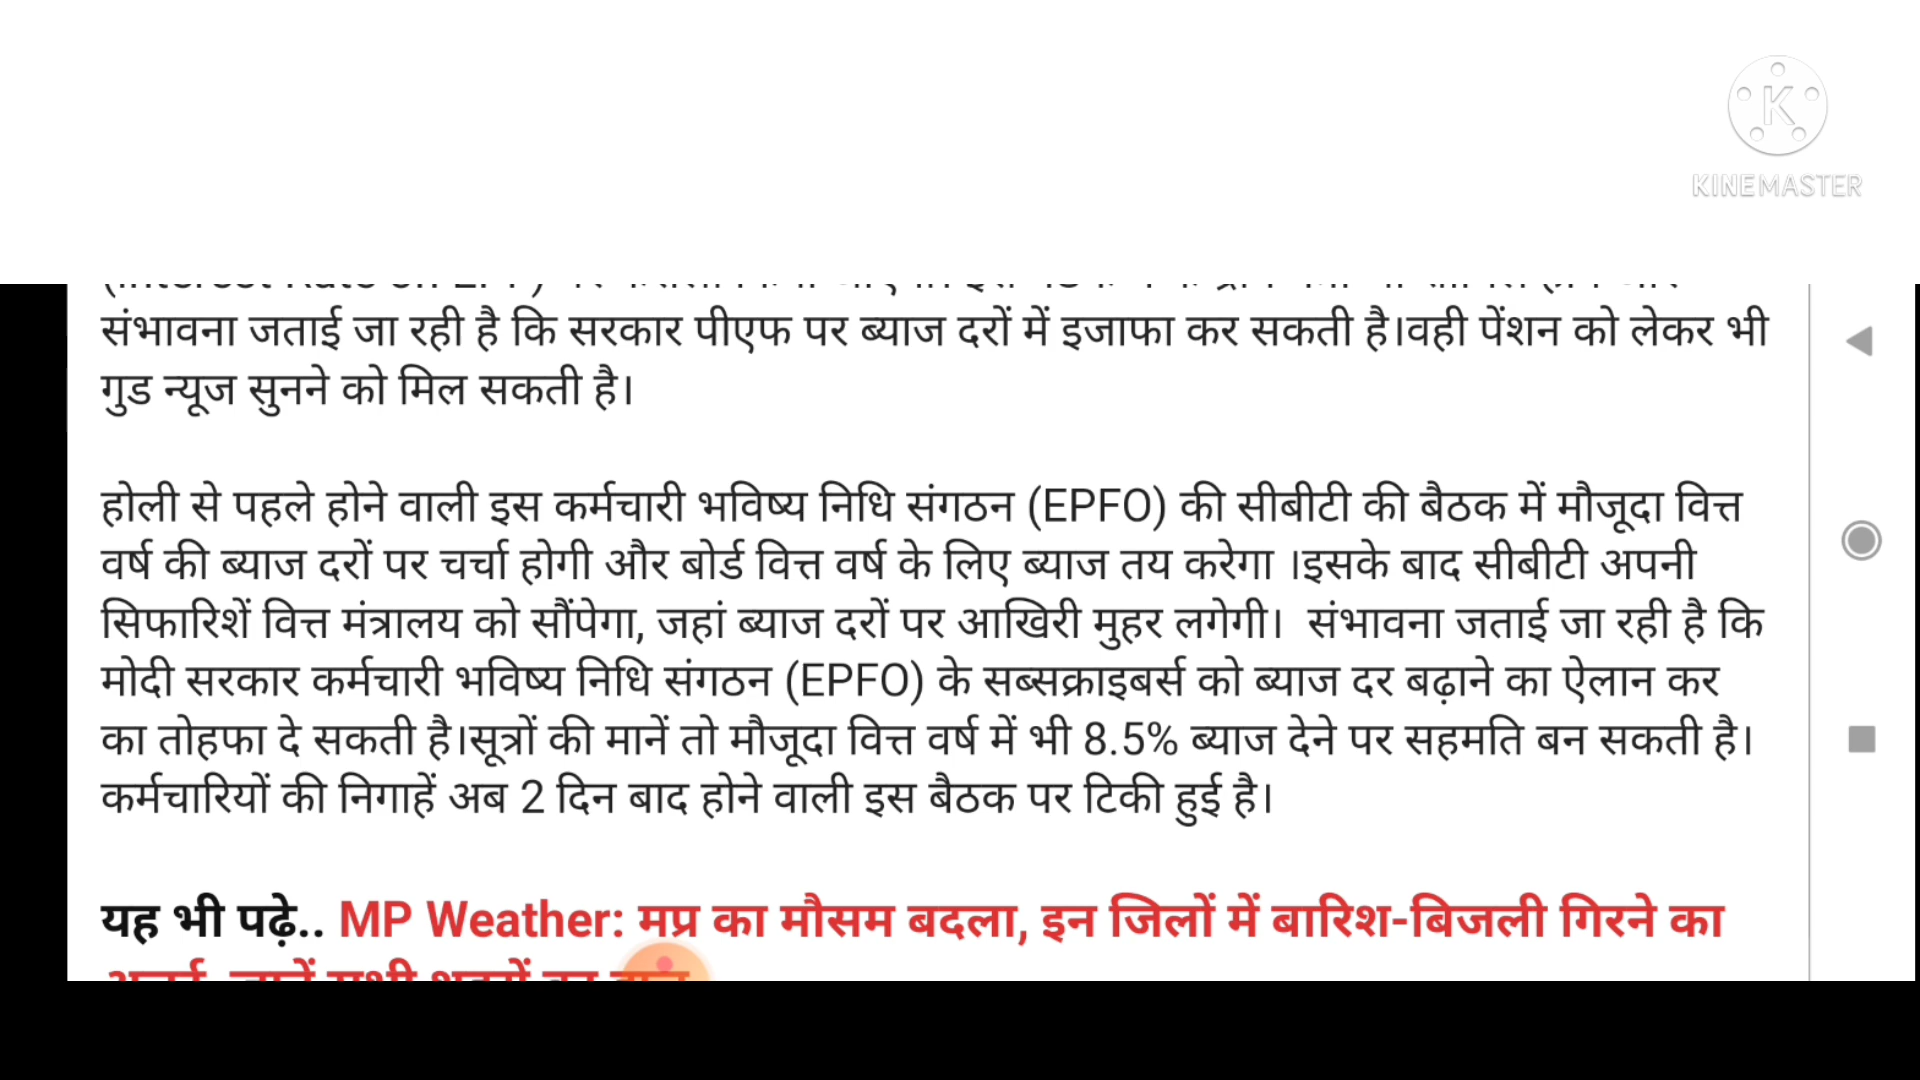 KINEMASTER
(Interest Rate on EPF)
संभावना जताई जा रही है कि सरकार पीएफ पर ब्याज दरों में इजाफा कर सकती है।वही पेंशन को लेकर भी
गुड न्यूज सुनने को मिल सकती है।
होली से पहले होने वाली इस कर्मचारी भविष्य निधि संगठन (EPFO) की सीबीटी की बैठक में मौजूदा वित्त
वर्ष की ब्याज दरों पर चर्चा होगी और बोर्ड वित्त वर्ष के लिए ब्याज तय करेगा ।इसके बाद सीबीटी अपनी
सिफारिशें वित्त मंत्रालय को सौंपेगा, जहां ब्याज दरों पर आखिरी मुहर लगेगी। संभावना जताई जा रही है कि
मोदी सरकार कर्मचारी भविष्य निधि संगठन (EPFO) के सब्सक्राइबर्स को ब्याज दर बढ़ाने का ऐलान कर
का तोहफा दे सकती है।सूत्रों की मानें तो मौजूदा वित्त वर्ष में भी 8.5% ब्याज देने पर सहमति बन सकती है।
कर्मचारियों की निगाहें अब 2 दिन बाद होने वाली इस बैठक पर टिकी हुई है।
यह भी पढ़े.. MP Weather: मप्र का मौसम बदला, इन जिलों में बारिश-बिजली गिरने का